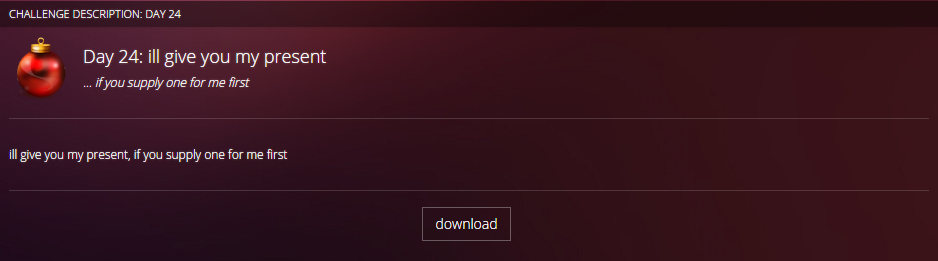 CHALLENGE DESCRIPTION: DAY 24
Day 24: ill give you my present
... if you supply one for me first
ill give you my present, if you supply one for me first
download